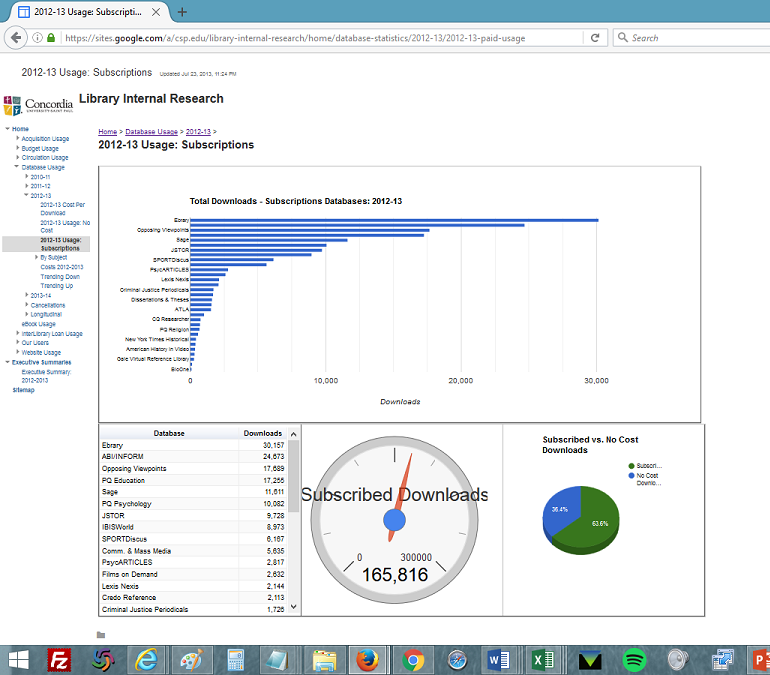 2012-13 Usage: Subscripti...
https://sites.google.com/a/csp.edu/library-internal-research/home/database-statistics/2012-13/2012-13-paid-usage
Search
2012-13 Usage: Subscriptions Updated Jul 23, 2013, 11:24 PM
Concordia
Library Internal Research
Home
Acquisition Usage
Budget Usage
Circulation Usage
Database Usage
2010-11
2011-12
2012-13
2012-13 Cost Per
Download
2012-13 Usage: No
Cost
2012-13 Usage:
Subscriptions
By Subject
Costs 2012-2013
Trending Down
Trending Up
2013-14
Cancellations
Longitudinal
eBook Usage
InterLibrary Loan Usage
Our Users
Website Usage
Executive Summaries
Executive Summary:
2012-2013
Sitemap
Home > Database Usage > 2012-13 >
2012-13 Usage: Subscriptions
Total Downloads - Subscriptions Databases: 2012-13
Ebrary
Opposing Viewpoints
Sage
JSTOR
SPORTDiscus
PsycARTICLES
Lexis Nexis
Criminal Justice Periodicals
Dissertations & Theses
ATLA
CQ Researcher
PQ Religion
New York Times Historical
American History in Video
Gale Virtual Reference Library
BioOne
0 10,000 20,000 30,000
Downloads
Database Downloads
Ebrary 30,157
ABI/INFORM 24,673
Opposing Viewpoints 17,689
PQ Education 17,255
Sage 11,611
PQ Psychology 10,082
JSTOR 9,728
IBISWorld 8,973
SPORTDiscus 6,167
Comm. & Mass Media 5,635
PsycARTICLES 2,817
Films on Demand 2,632
Lexis Nexis 2,144
Credo Reference 2,113
Criminal Justice Periodicals 1,726
Subscribed Downloads
0 300000
165,816
Subscribed vs. No Cost
Downloads
Subscri...
No Cost
Downlo...
36.4%
63.6%